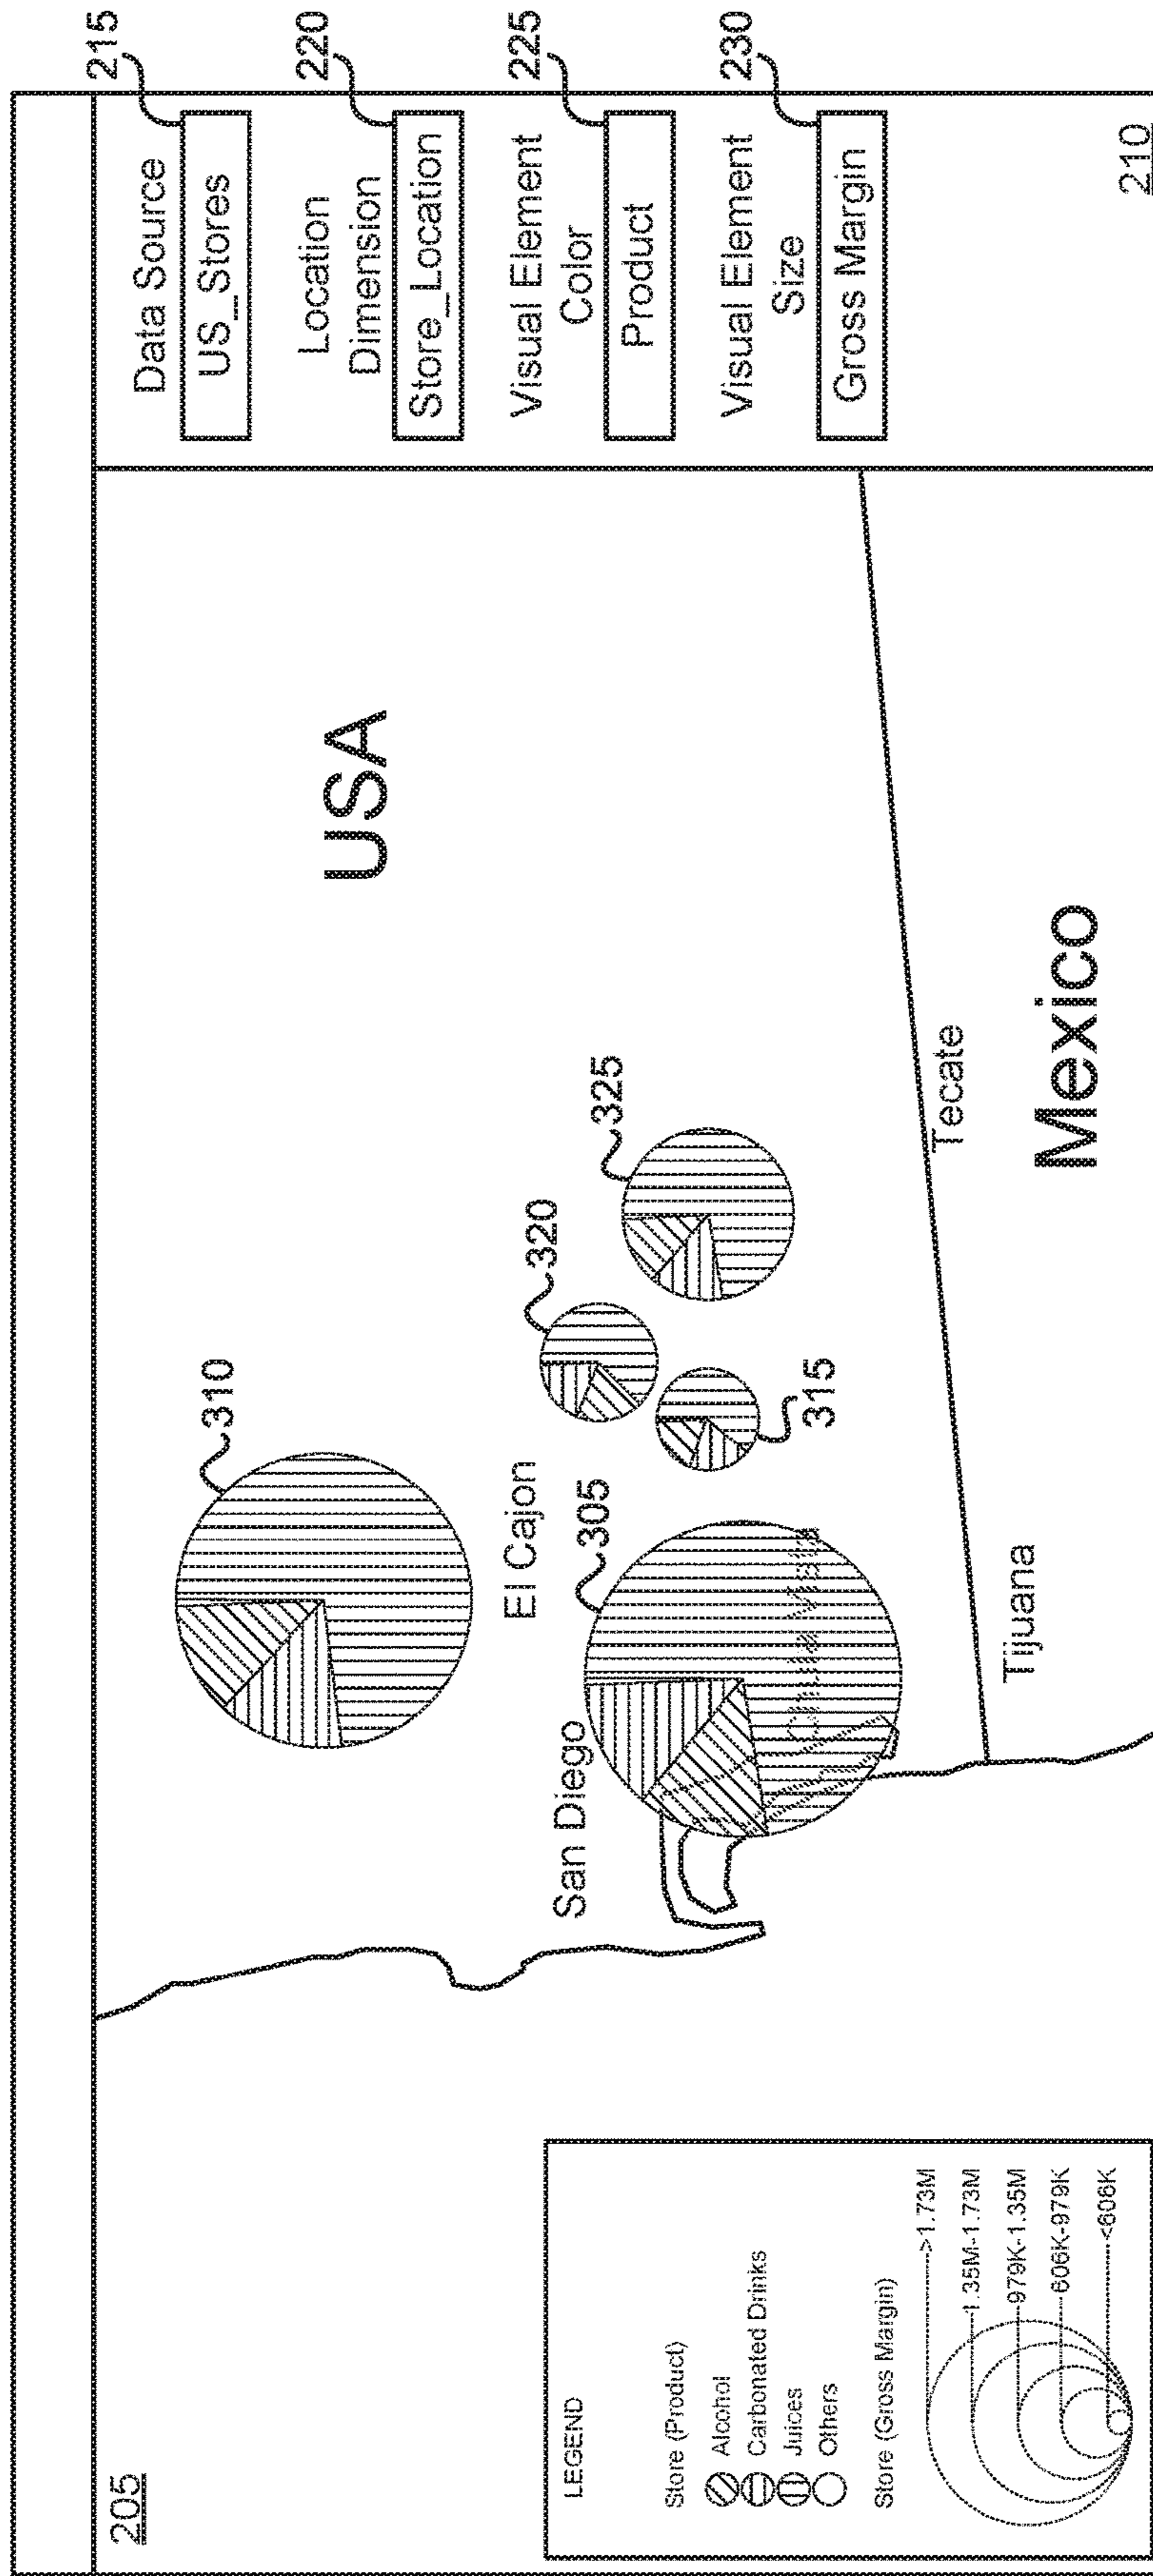 205
USA
Mexico
San Diego
El Cajon
Chula Vista
Tijuana
Tecate
310
305
320
325
315
Data Source
US_Stores
215
Location
Dimension
Store_Location
220
Visual Element
Color
Product
225
Visual Element
Size
Gross Margin
230
210
LEGEND
Store (Product)
Alcohol
Carbonated Drinks
Juices
Others
Store (Gross Margin)
>1.73M
1.35M-1.73M
979K-1.35M
606K-979K
<606K